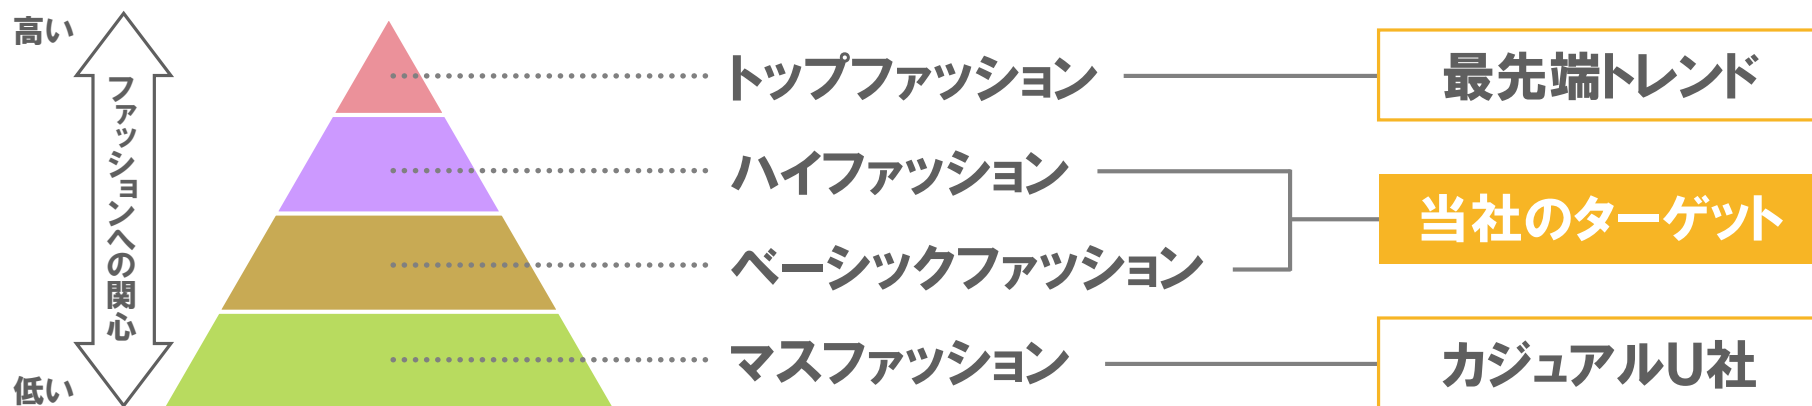 高い
ファッションへの関心
低い
トップファッション
最先端トレンド
ハイファッション
当社のターゲット
ベーシックファッション
マスファッション
カジュアルU社